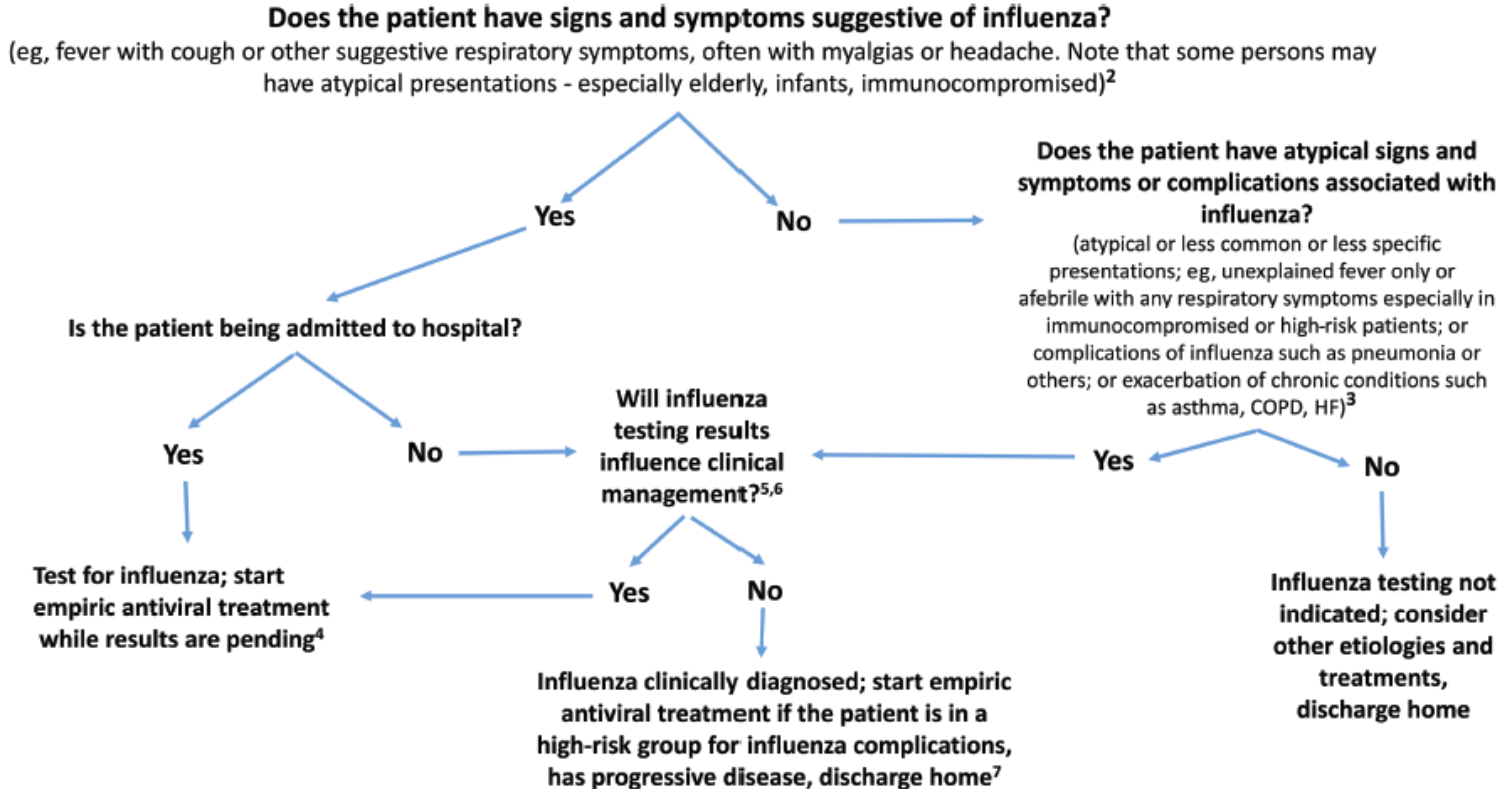 Does the patient have signs and symptoms suggestive of influenza?
(eg, fever with cough or other suggestive respiratory symptoms, often with myalgias or headache. Note that some persons may
have atypical presentations - especially elderly, infants, immunocompromised)²
Yes
No
Does the patient have atypical signs and
symptoms or complications associated with
influenza?
(atypical or less common or less specific
presentations; eg, unexplained fever only or
afebrile with any respiratory symptoms especially in
immunocompromised or high-risk patients; or
complications of influenza such as pneumonia or
others; or exacerbation of chronic conditions such
as asthma, COPD, HF)³
Is the patient being admitted to hospital?
Yes
No
Will influenza
testing results
influence clinical
management?⁵,⁶
Yes
No
Test for influenza; start
empiric antiviral treatment
while results are pending⁴
Yes
No
Influenza testing not
indicated; consider
other etiologies and
treatments,
discharge home
Influenza clinically diagnosed; start empiric
antiviral treatment if the patient is in a
high-risk group for influenza complications,
has progressive disease, discharge home⁷